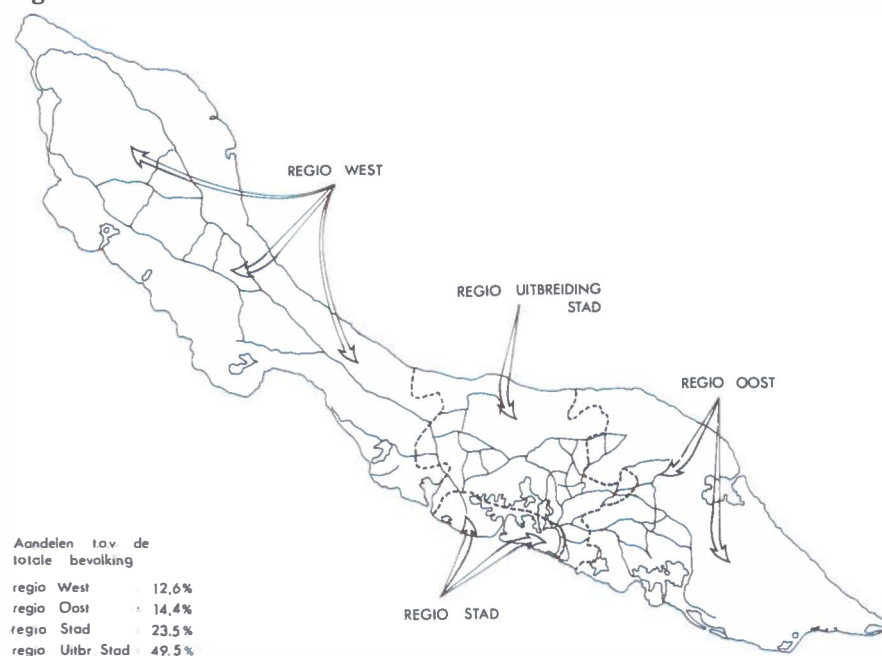 REGIO WEST
REGIO UITBREIDING
STAD
REGIO OOST
REGIO STAD
Aandelen t.o.v. de
totale bevolking
regio West 12,6%
regio Oost 14,4%
regio Stad 23.5%
regio Uitbr. Stad 49.5%